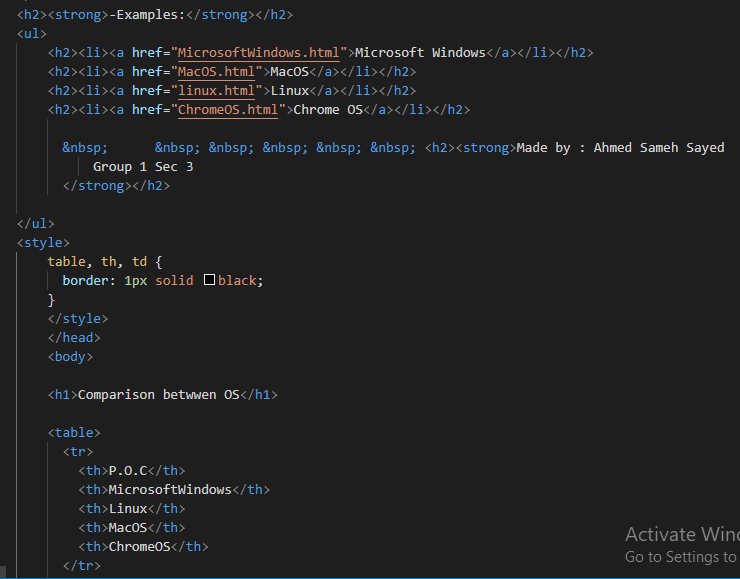 <h2><strong>-Examples:</strong></h2>
<ul>
<h2><li><a href="MicrosoftWindows.html">Microsoft Windows</a></li></h2>
<h2><li><a href="MacOS.html">MacOS</a></li></h2>
<h2><li><a href="linux.html">Linux</a></li></h2>
<h2><li><a href="ChromeOS.html">Chrome OS</a></li></h2>
&nbsp;      &nbsp; &nbsp; &nbsp; &nbsp; &nbsp; <h2><strong>Made by : Ahmed Sameh Sayed
Group 1 Sec 3
</strong></h2>
</ul>
<style>
table, th, td {
border: 1px solid black;
}
</style>
</head>
<body>
<h1>Comparison betwwen OS</h1>
<table>
<tr>
<th>P.O.C</th>
<th>MicrosoftWindows</th>
<th>Linux</th>
<th>MacOS</th>
<th>ChromeOS</th>
</tr>
Activate
Go to Settings to